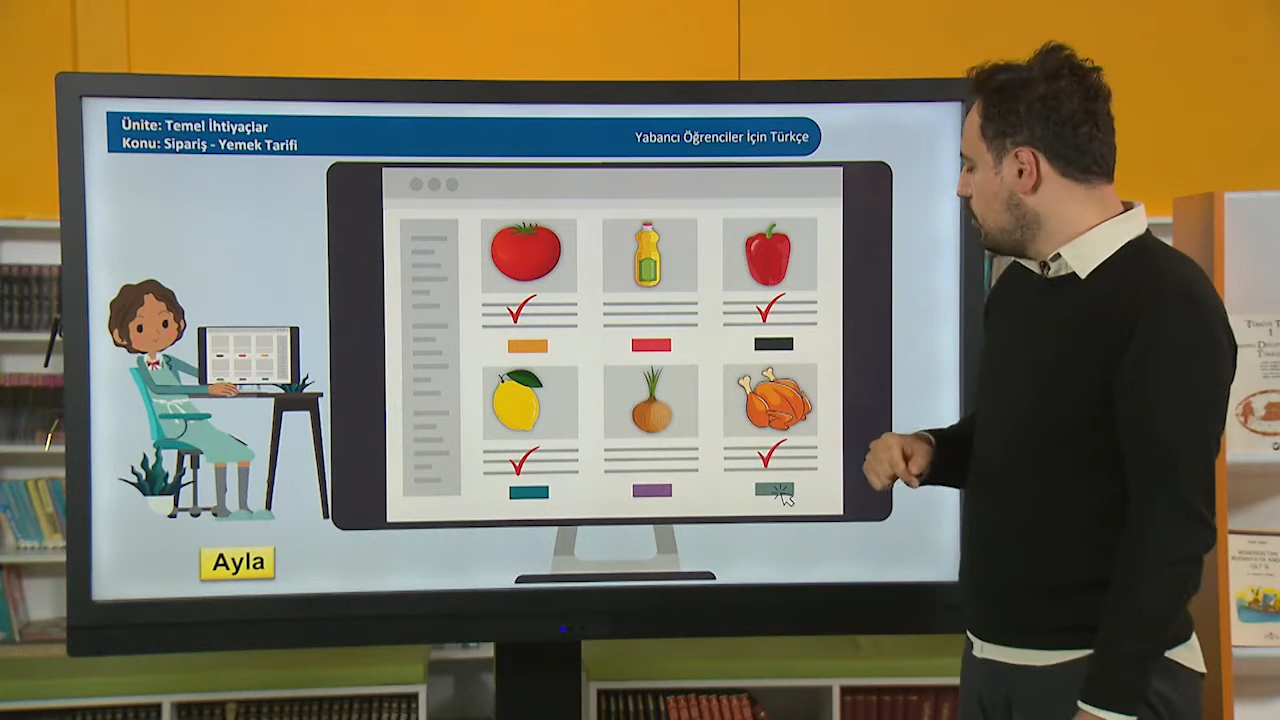 Ünite: Temel İhtiyaçlar
Konu: Sipariş - Yemek Tarifi
Yabancı Öğrenciler İçin Türkçe
Ayla